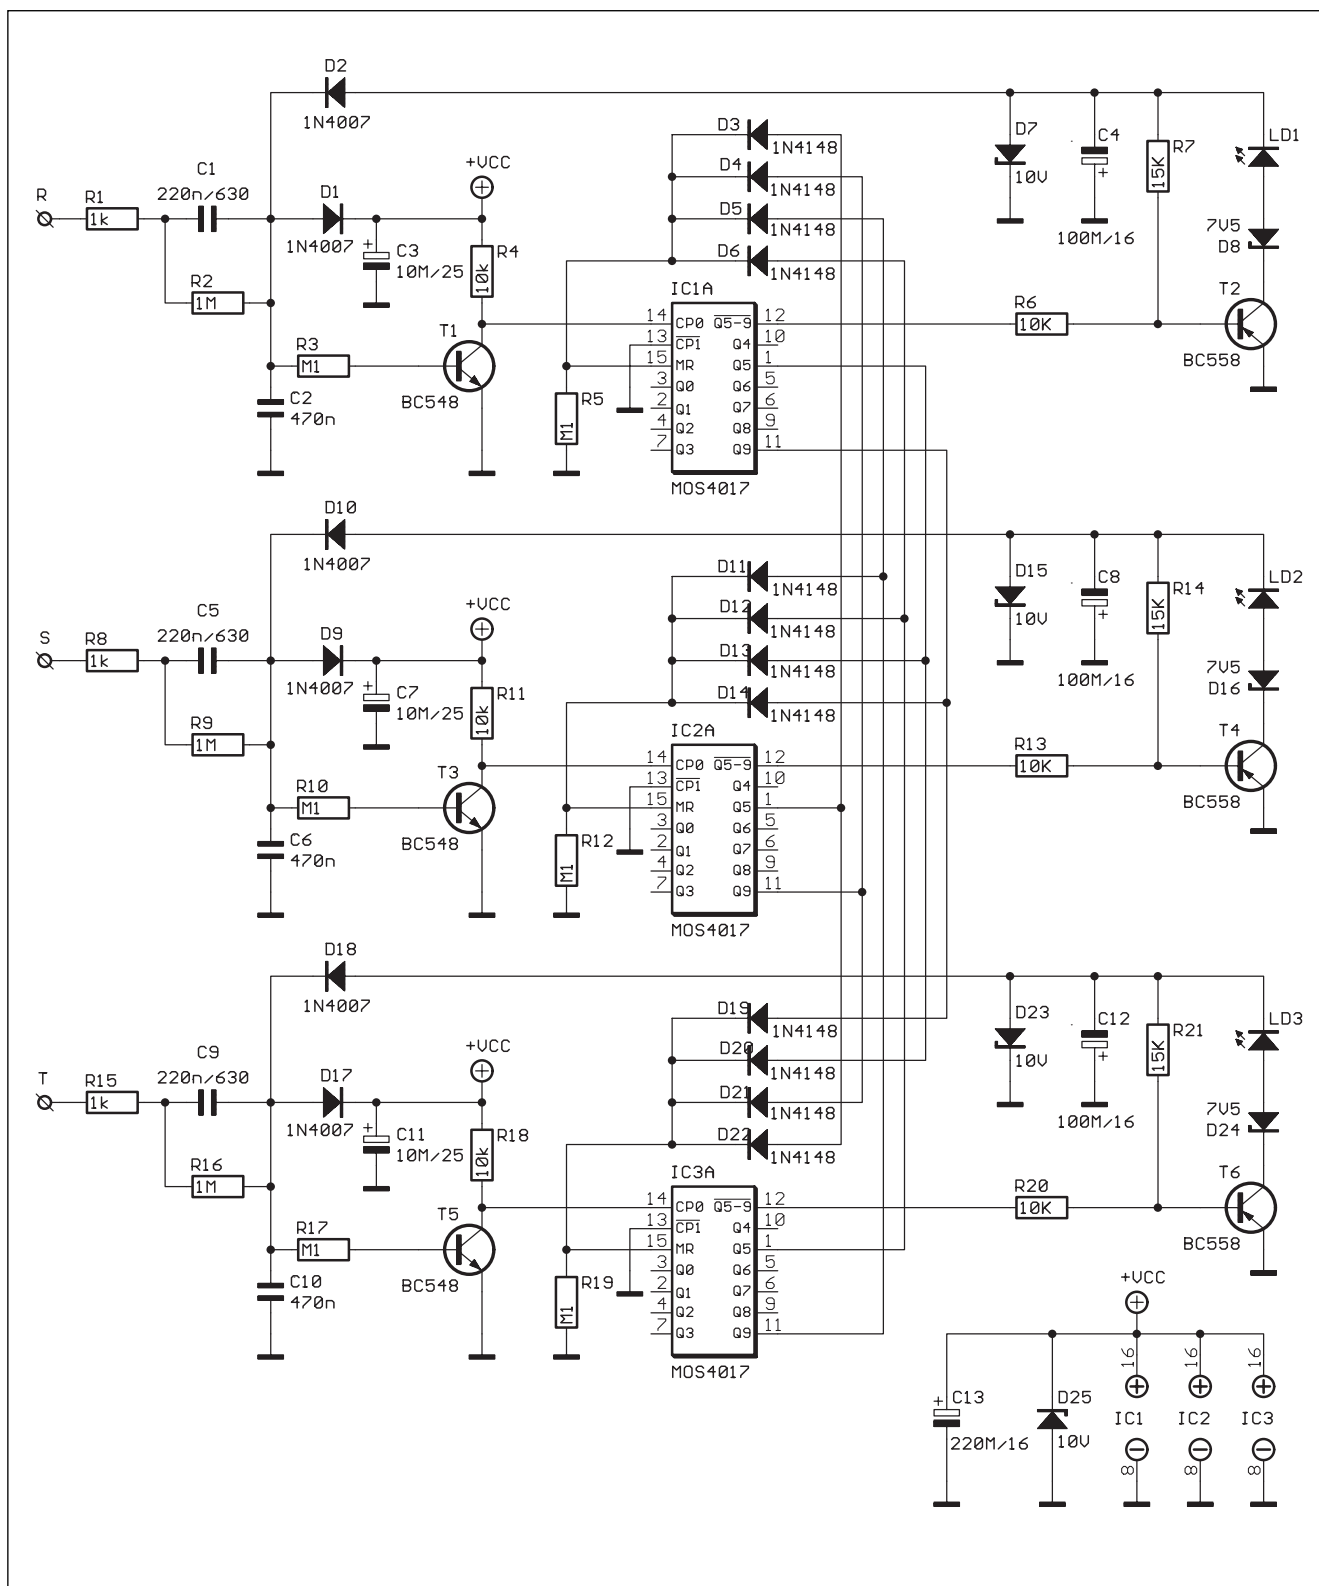 D2
1N4007
D3
1N4148
D4
1N4148
D5
1N4148
D6
1N4148
D7
10V
C4
+
100M/16
R7
15K
LD1
7V5
D8
T2
BC558
R
R1
1k
C1
220n/630
D1
1N4007
+
C3
10M/25
+VCC
R4
10k
R2
1M
R3
M1
C2
470n
T1
BC548
R5
M1
IC1A
14 CP0 Q5-9 12
13 CP1 Q4 10
15 MR Q5 1
3 Q0 Q6 5
2 Q1 Q7 6
4 Q2 Q8 9
7 Q3 Q9 11
MOS4017
R6
10K
D10
1N4007
D11
1N4148
D12
1N4148
D13
1N4148
D14
1N4148
D15
10V
C8
+
100M/16
R14
15K
LD2
7V5
D16
T4
BC558
S
R8
1k
C5
220n/630
D9
1N4007
+
C7
10M/25
+VCC
R11
10k
R9
1M
R10
M1
C6
470n
T3
BC548
R12
M1
IC2A
14 CP0 Q5-9 12
13 CP1 Q4 10
15 MR Q5 1
3 Q0 Q6 5
2 Q1 Q7 6
4 Q2 Q8 9
7 Q3 Q9 11
MOS4017
R13
10K
D18
1N4007
D19
1N4148
D20
1N4148
D21
1N4148
D22
1N4148
D23
10V
C12
+
100M/16
R21
15K
LD3
7V5
D24
T6
BC558
T
R15
1k
C9
220n/630
D17
1N4007
+
C11
10M/25
+VCC
R18
10k
R16
1M
R17
M1
C10
470n
T5
BC548
R19
M1
IC3A
14 CP0 Q5-9 12
13 CP1 Q4 10
15 MR Q5 1
3 Q0 Q6 5
2 Q1 Q7 6
4 Q2 Q8 9
7 Q3 Q9 11
MOS4017
R20
10K
+VCC
+
C13
220M/16
D25
10V
16 16 16
IC1 IC2 IC3
8 8 8